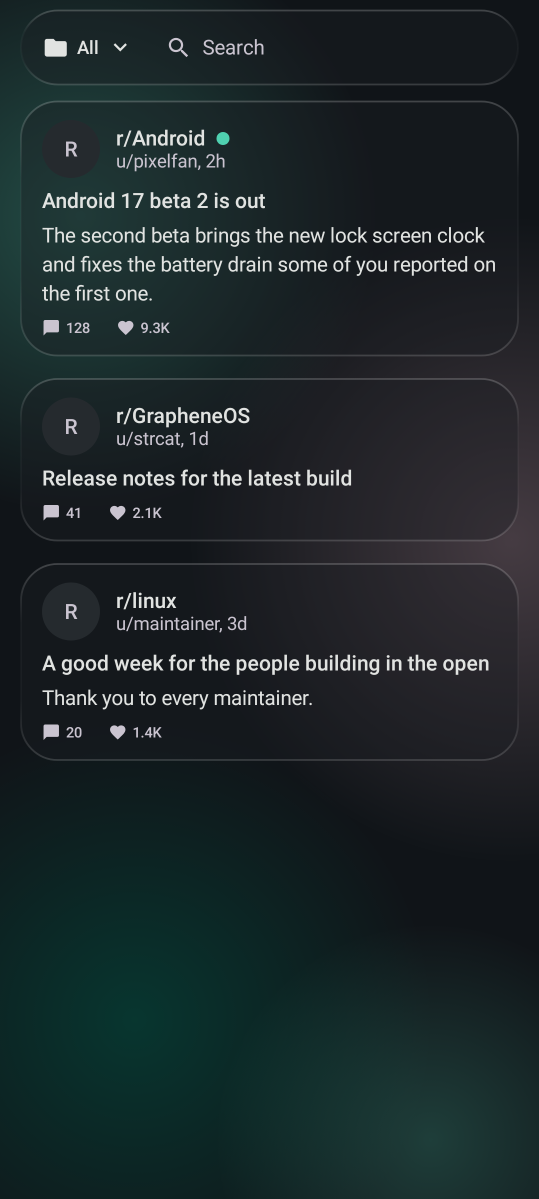 All Search
R
r/Android
u/pixelfan, 2h
Android 17 beta 2 is out
The second beta brings the new lock screen clock
and fixes the battery drain some of you reported on
the first one.
128 9.3K
R
r/GrapheneOS
u/strcat, 1d
Release notes for the latest build
41 2.1K
R
r/linux
u/maintainer, 3d
A good week for the people building in the open
Thank you to every maintainer.
20 1.4K